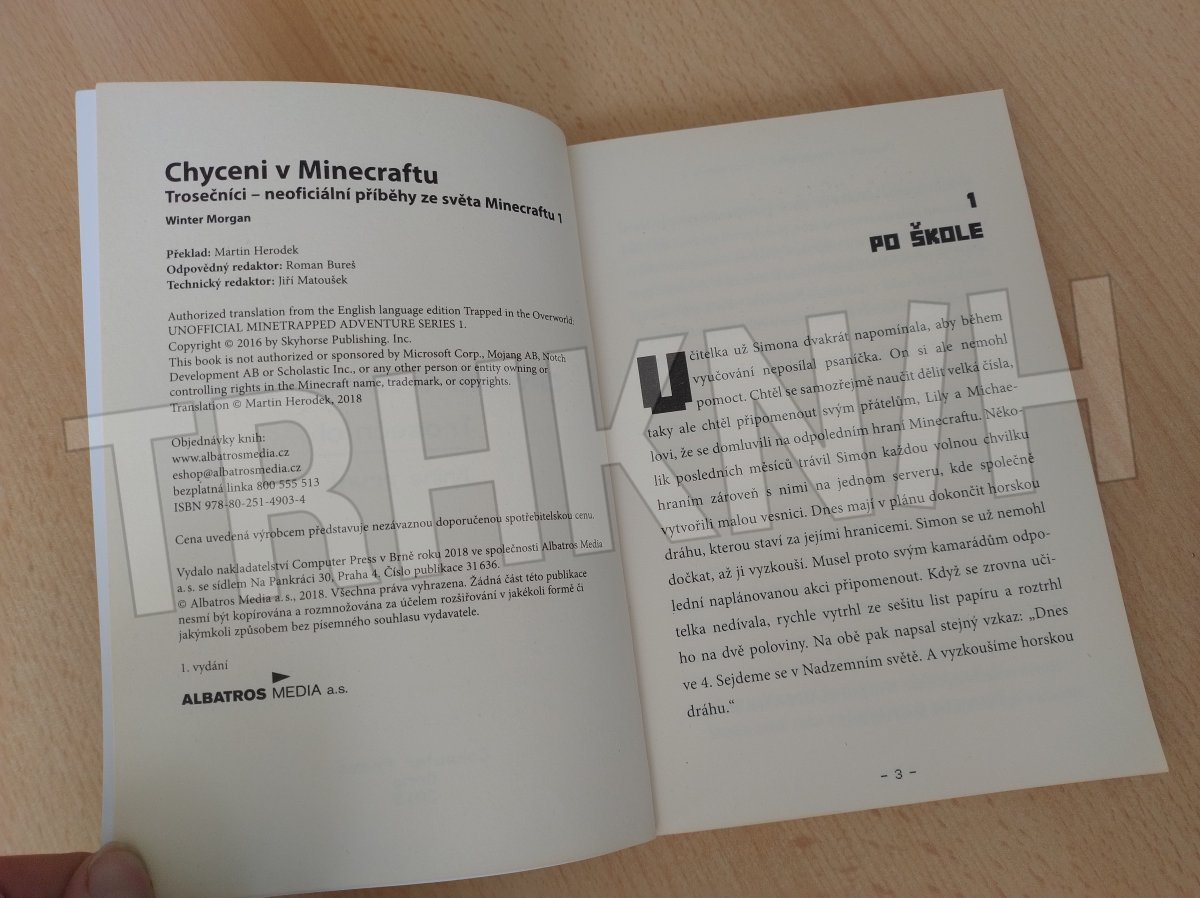 Chyceni v Minecraftu
Trosečníci – neoficiální příběhy ze světa Minecraftu 1
Winter Morgan
Překlad: Martin Herodek
Odpovědný redaktor: Roman Bureš
Technický redaktor: Jiří Matoušek
Authorized translation from the English language edition Trapped in the Overworld:
UNOFFICIAL MINETRAPPED ADVENTURE SERIES 1.
Copyright © 2016 by Skyhorse Publishing. Inc.
This book is not authorized or sponsored by Microsoft Corp., Mojang AB, Notch
Development AB or Scholastic Inc., or any other person or entity owning or
controlling rights in the Minecraft name, trademark, or copyrights.
Translation © Martin Herodek, 2018
Objednávky knih:
www.albatrosmedia.cz
eshop@albatrosmedia.cz
bezplatná linka 800 555 513
ISBN 978-80-251-4903-4
Cena uvedená výrobcem představuje nezávaznou doporučenou spotřebitelskou cenu.
Vydalo nakladatelství Computer Press v Brně roku 2018 ve společnosti Albatros Media
a. s. se sídlem Na Pankráci 30, Praha 4. Číslo publikace 31 636.
© Albatros Media a. s., 2018. Všechna práva vyhrazena. Žádná část této publikace
nesmí být kopírována a rozmnožována za účelem rozšiřování v jakékoli formě či
jakýmkoli způsobem bez písemného souhlasu vydavatele.
1. vydání
ALBATROS MEDIA a.s.
1
PO ŠKOLE
Učitelka už Simona dvakrát napomínala, aby během
vyučování neposílal psaníčka. On si ale nemohl
pomoct. Chtěl se samozřejmě naučit dělit velká čísla,
taky ale chtěl připomenout svým přátelům, Lily a Michae-
lovi, že se domluvili na odpoledním hraní Minecraftu. Něko-
lik posledních měsíců trávil Simon každou volnou chvilku
hraním zároveň s nimi na jednom serveru, kde společně
vytvořili malou vesnici. Dnes mají v plánu dokončit horskou
dráhu, kterou staví za jejími hranicemi. Simon se už nemohl
dočkat, až ji vyzkouší. Musel proto svým kamarádům odpo-
lední naplánovanou akci připomenout. Když se zrovna uči-
telka nedívala, rychle vytrhl ze sešitu list papíru a roztrhl
ho na dvě poloviny. Na obě pak napsal stejný vzkaz: „Dnes
ve 4. Sejdeme se v Nadzemním světě. A vyzkoušíme horskou
dráhu.“
– 3 –
TRHKNIH